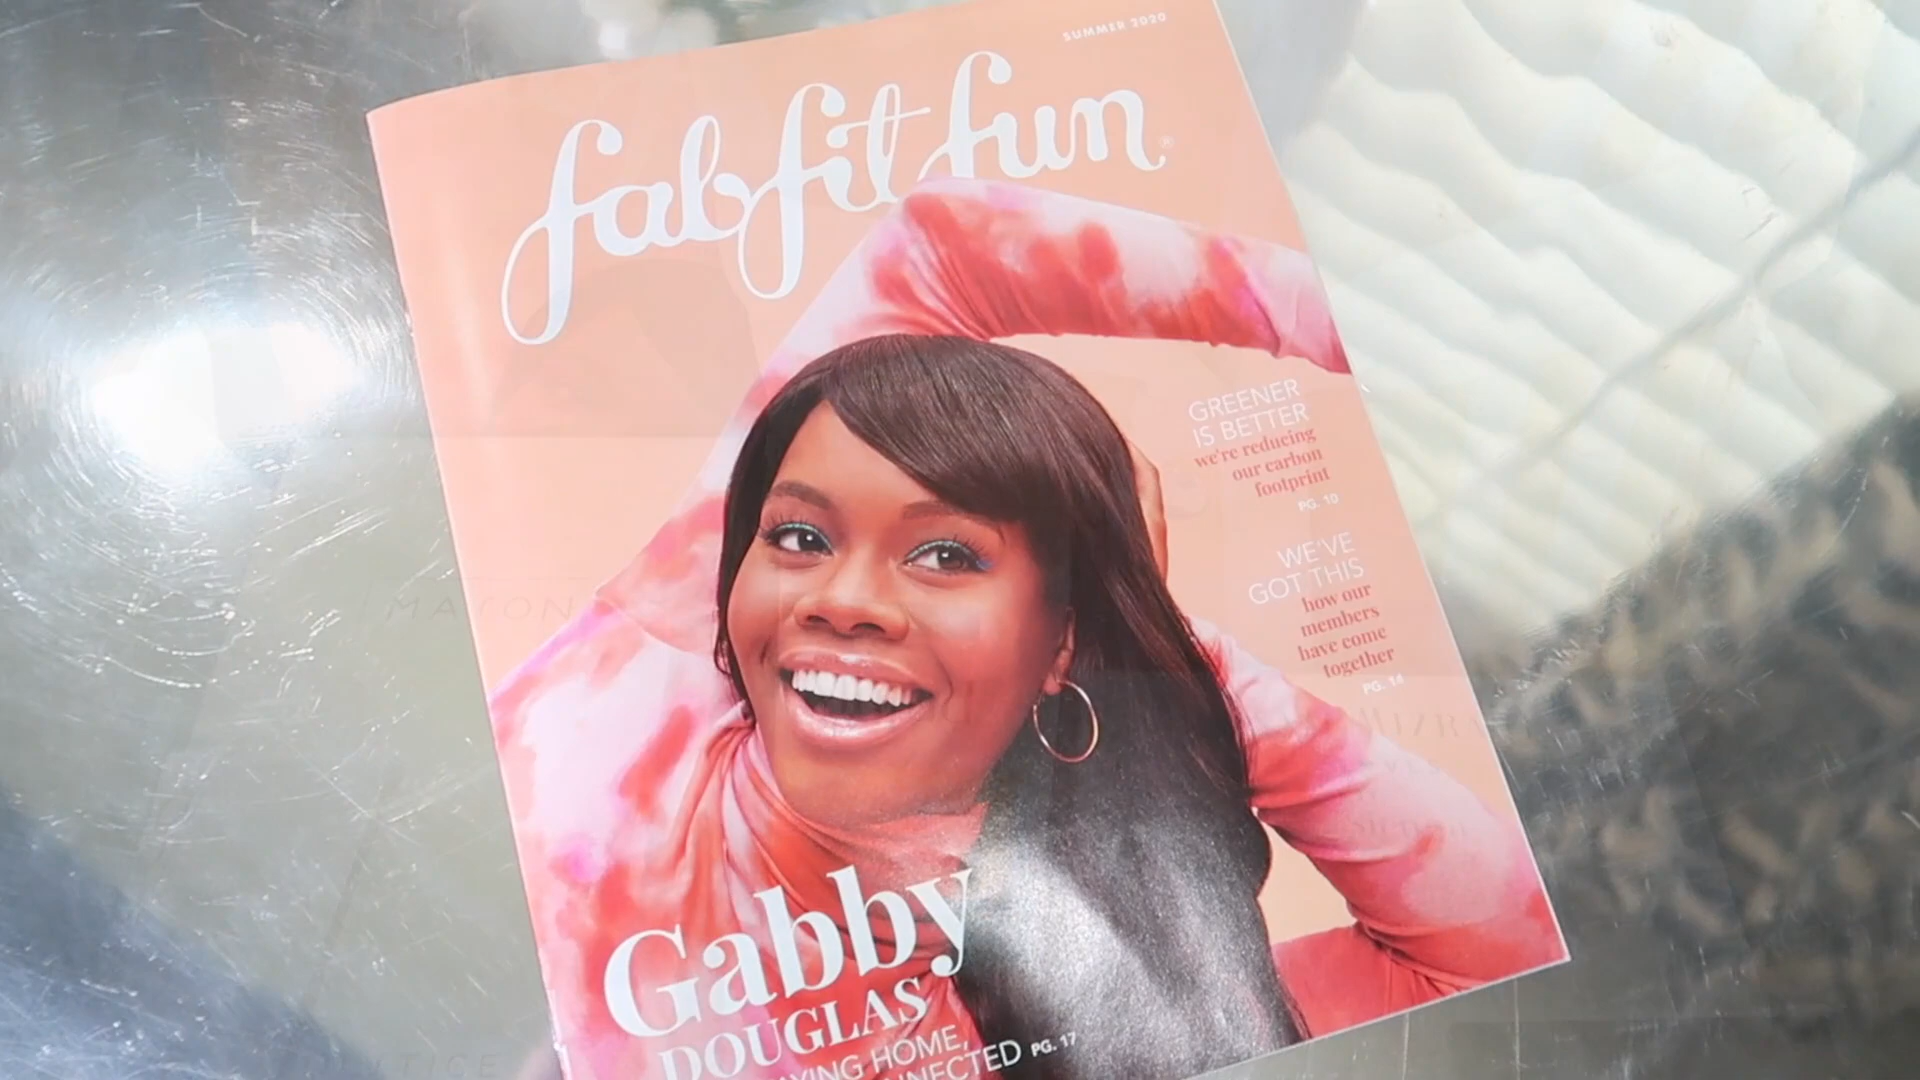 SUMMER 2020
fabfitfun®
GREENER
IS BETTER
we're reducing
our carbon
footprint
PG. 10
WE'VE
GOT THIS
how our
members
have come
together
PG. 14
Gabby
DOUGLAS
HOME,
PG. 17